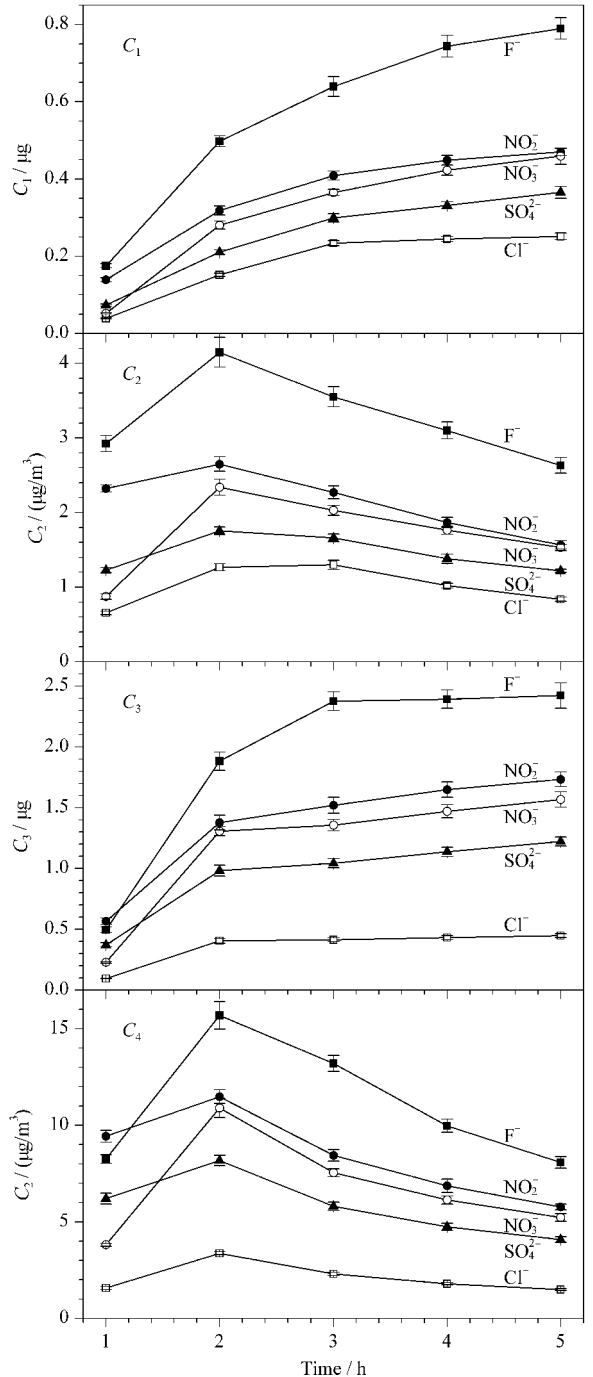 0.8
C₁
F⁻
0.6
NO₂⁻
C₁ / μg
0.4
NO₃⁻
SO₄²⁻
0.2
Cl⁻
0.0
4
C₂
F⁻
3
C₂ / (μg/m³)
2
NO₂⁻
NO₃⁻
1
SO₄²⁻
Cl⁻
0
2.5
C₃
F⁻
2.0
NO₂⁻
C₃ / μg
1.5
NO₃⁻
1.0
SO₄²⁻
0.5
Cl⁻
0.0
15
C₄
10
C₂ / (μg/m³)
F⁻
NO₂⁻
5
NO₃⁻
SO₄²⁻
Cl⁻
0
1 2 3 4 5
Time / h